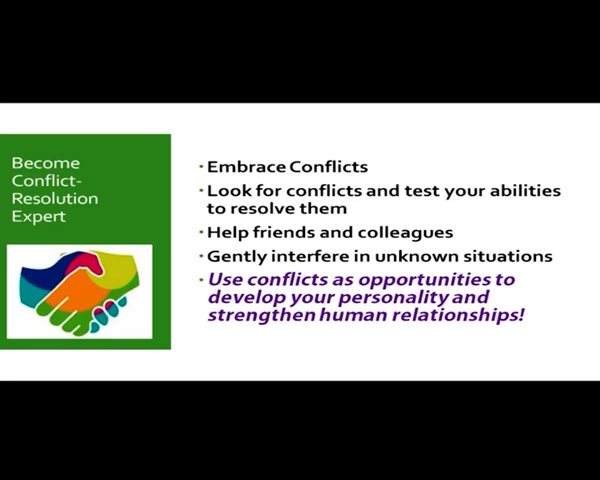 Become
Conflict-
Resolution
Expert
• Embrace Conflicts
• Look for conflicts and test your abilities
to resolve them
• Help friends and colleagues
• Gently interfere in unknown situations
• Use conflicts as opportunities to
develop your personality and
strengthen human relationships!